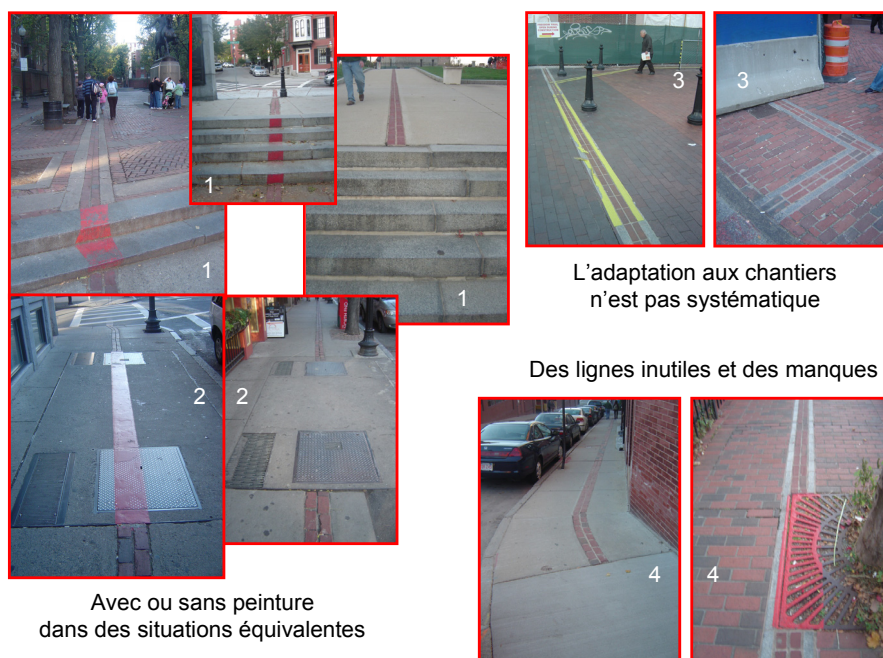 1
1
1
2
2
Avec ou sans peinture
dans des situations équivalentes
3
3
L'adaptation aux chantiers
n'est pas systématique
Des lignes inutiles et des manques
4
4